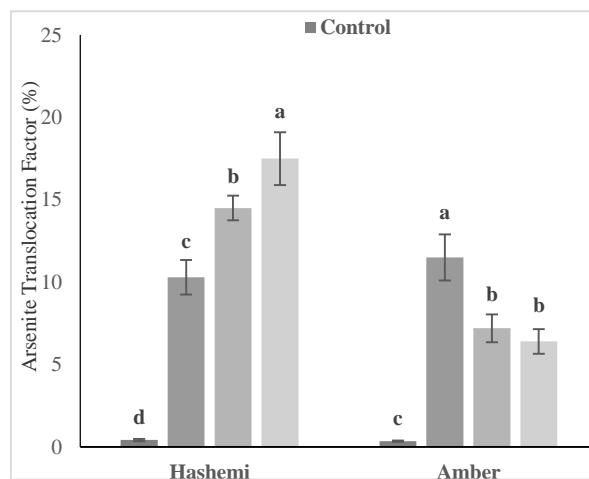 Control
Arsenite Translocation Factor (%)
25
20
15
10
5
0
a
b
c
d
a
b
b
c
Hashemi
Amber